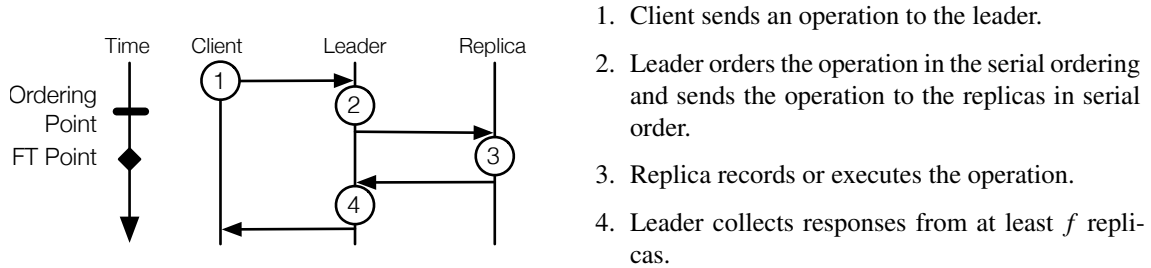 Time Client Leader Replica
1
Ordering
Point
2
FT Point
3
4
1. Client sends an operation to the leader.
2. Leader orders the operation in the serial ordering
and sends the operation to the replicas in serial
order.
3. Replica records or executes the operation.
4. Leader collects responses from at least f repli-
cas.